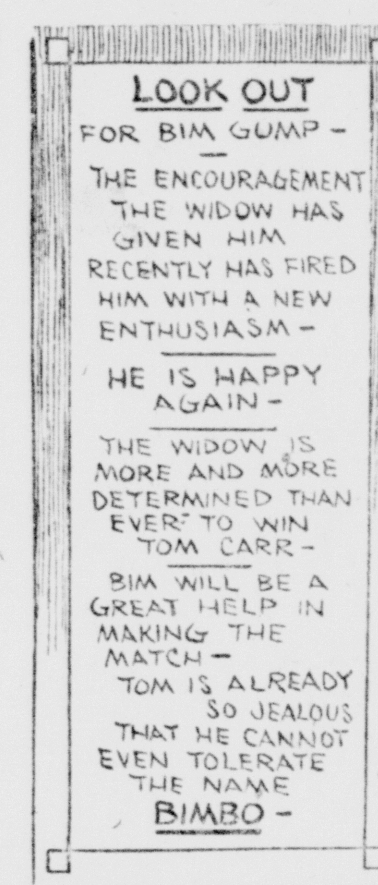 LOOK OUT
FOR BIM GUMP -
THE ENCOURAGEMENT
THE WIDOW HAS
GIVEN HIM
RECENTLY HAS FIRED
HIM WITH A NEW
ENTHUSIASM -
HE IS HAPPY
AGAIN -
THE WIDOW IS
MORE AND MORE
DETERMINED THAN
EVER - TO WIN
TOM CARR -
BIM WILL BE A
GREAT HELP IN
MAKING THE
MATCH -
TOM IS ALREADY
SO JEALOUS
THAT HE CANNOT
EVEN TOLERATE
THE NAME
BIMBO -